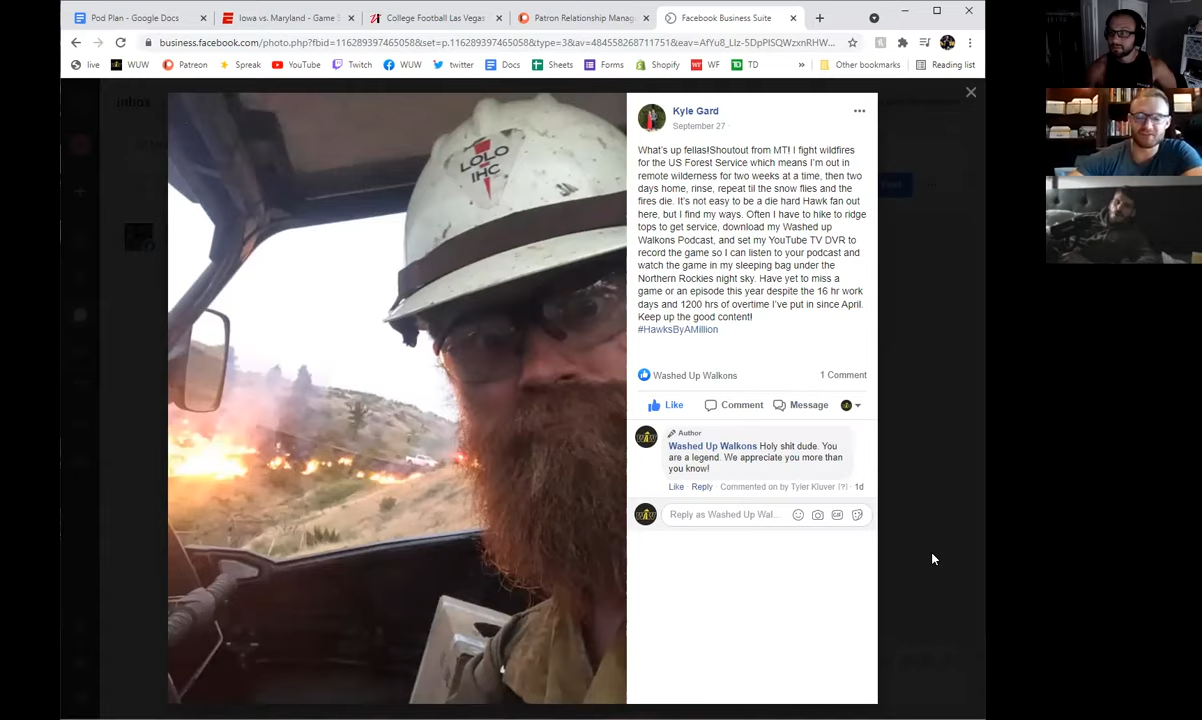 Pod Plan - Google Docs
Iowa vs. Maryland - Game S
College Football Las Vegas
Patron Relationship Manag
Facebook Business Suite
business.facebook.com/photo.php?fbid=116289397465058&set=p.116289397465058&type=3&av=484558268711751&eav=
live WUW Patreon Spreak YouTube Twitch WUW twitter Docs Sheets Forms Shopify WF TD » Other bookmarks Reading list
inbox
LOLO
IHC
Kyle Gard
September 27 ·
What's up fellas!Shoutout from MT! I fight wildfires
for the US Forest Service which means I'm out in
remote wilderness for two weeks at a time, then two
days home, rinse, repeat til the snow flies and the
fires die. It's not easy to be a die hard Hawk fan out
here, but I find my ways. Often I have to hike to ridge
tops to get service, download my Washed up
Walkons Podcast, and set my YouTube TV DVR to
record the game so I can listen to your podcast and
watch the game in my sleeping bag under the
Northern Rockies night sky. Have yet to miss a
game or an episode this year despite the 16 hr work
days and 1200 hrs of overtime I've put in since April.
Keep up the good content!
#HawksByAMillion
Washed Up Walkons 1 Comment
Like Comment Message
Author
Washed Up Walkons Holy shit dude. You
are a legend. We appreciate you more than
you know!
Like · Reply · Commented on by Tyler Kluver [?] · 1d
Reply as Washed Up Wal...
GIF